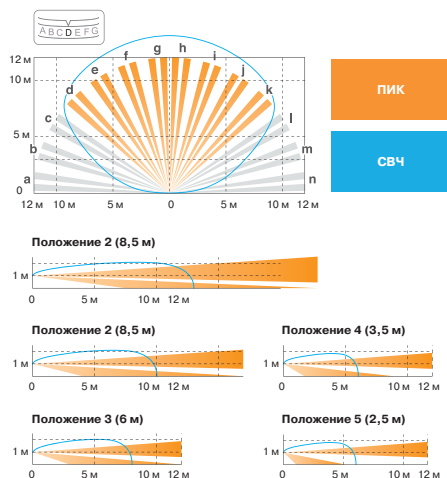 ABCDEFG
12 м
10 м
5 м
0
a b c d e f g h i j k l m n
12 м 10 м 5 м 0 5 м 10 м 12 м
ПИК
СВЧ
Положение 2 (8,5 м)
1 м
0 5 м 10 м 12 м
Положение 2 (8,5 м)
1 м
0 5 м 10 м 12 м
Положение 4 (3,5 м)
1 м
0 5 м 10 м 12 м
Положение 3 (6 м)
1 м
0 5 м 10 м 12 м
Положение 5 (2,5 м)
1 м
0 5 м 10 м 12 м